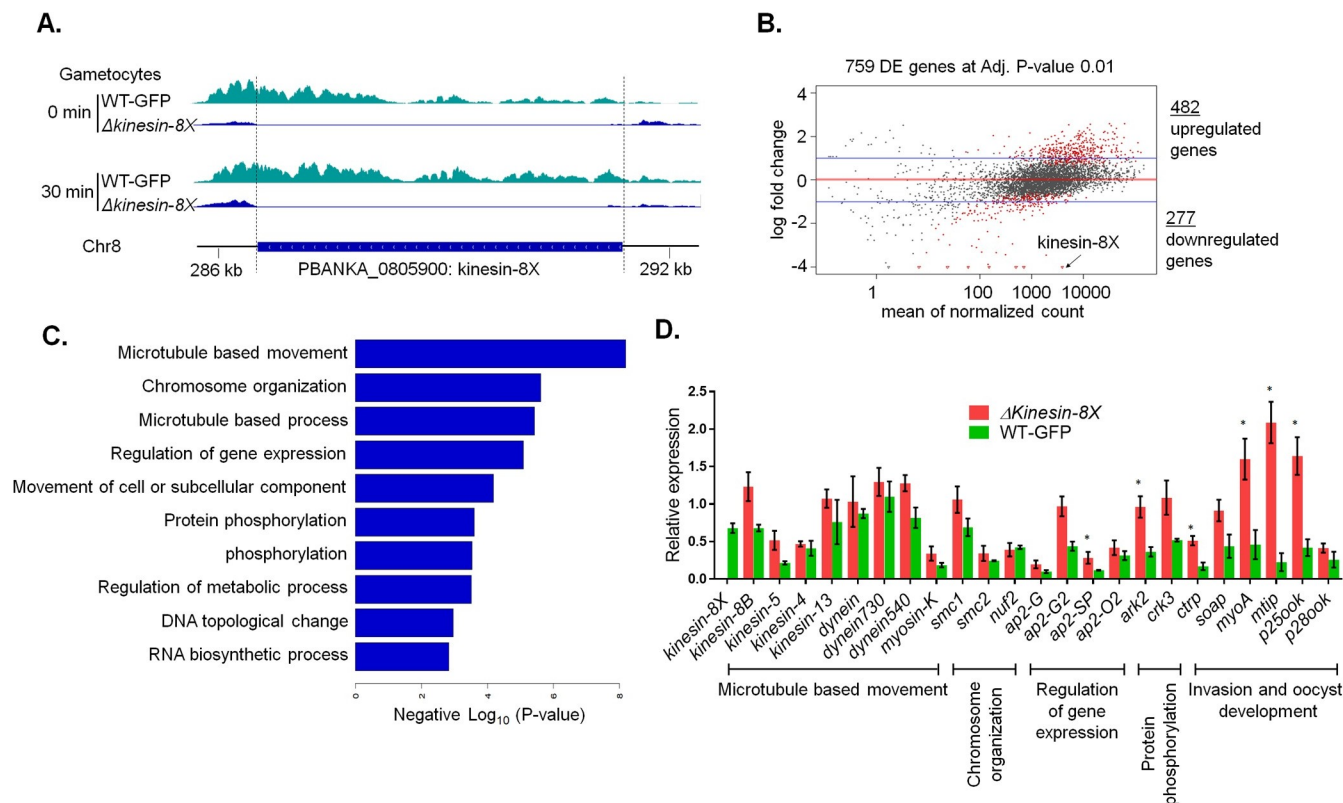 A.
Gametocytes
0 min
WT-GFP
Δkinesin-8X
30 min
WT-GFP
Δkinesin-8X
Chr8
286 kb
PBANKA_0805900: kinesin-8X
292 kb
B.
759 DE genes at Adj. P-value 0.01
log fold change
4
2
0
-2
-4
kinesin-8X
1
100
1000
10000
mean of normalized count
482
upregulated
genes
277
downregulated
genes
C.
Microtubule based movement
Chromosome organization
Microtubule based process
Regulation of gene expression
Movement of cell or subcellular component
Protein phosphorylation
phosphorylation
Regulation of metabolic process
DNA topological change
RNA biosynthetic process
0
2
4
6
8
Negative Log10 (P-value)
D.
Relative expression
2.5
2.0
1.5
1.0
0.5
0.0
ΔKinesin-8X
WT-GFP
*
*
*
*
*
*
kinesin-8X
kinesin-8B
kinesin-5
kinesin-4
kinesin-13
dynein
dynein730
dynein540
myosin-K
smc1
smc2
nuf2
ap2-G
ap2-G2
ap2-SP
ap2-O2
ark2
crk3
ctrp
soap
myoA
mtip
p25ook
p28ook
Microtubule based movement
Chromosome
organization
Regulation
of gene
expression
Protein
phosphorylation
Invasion and oocyst
development